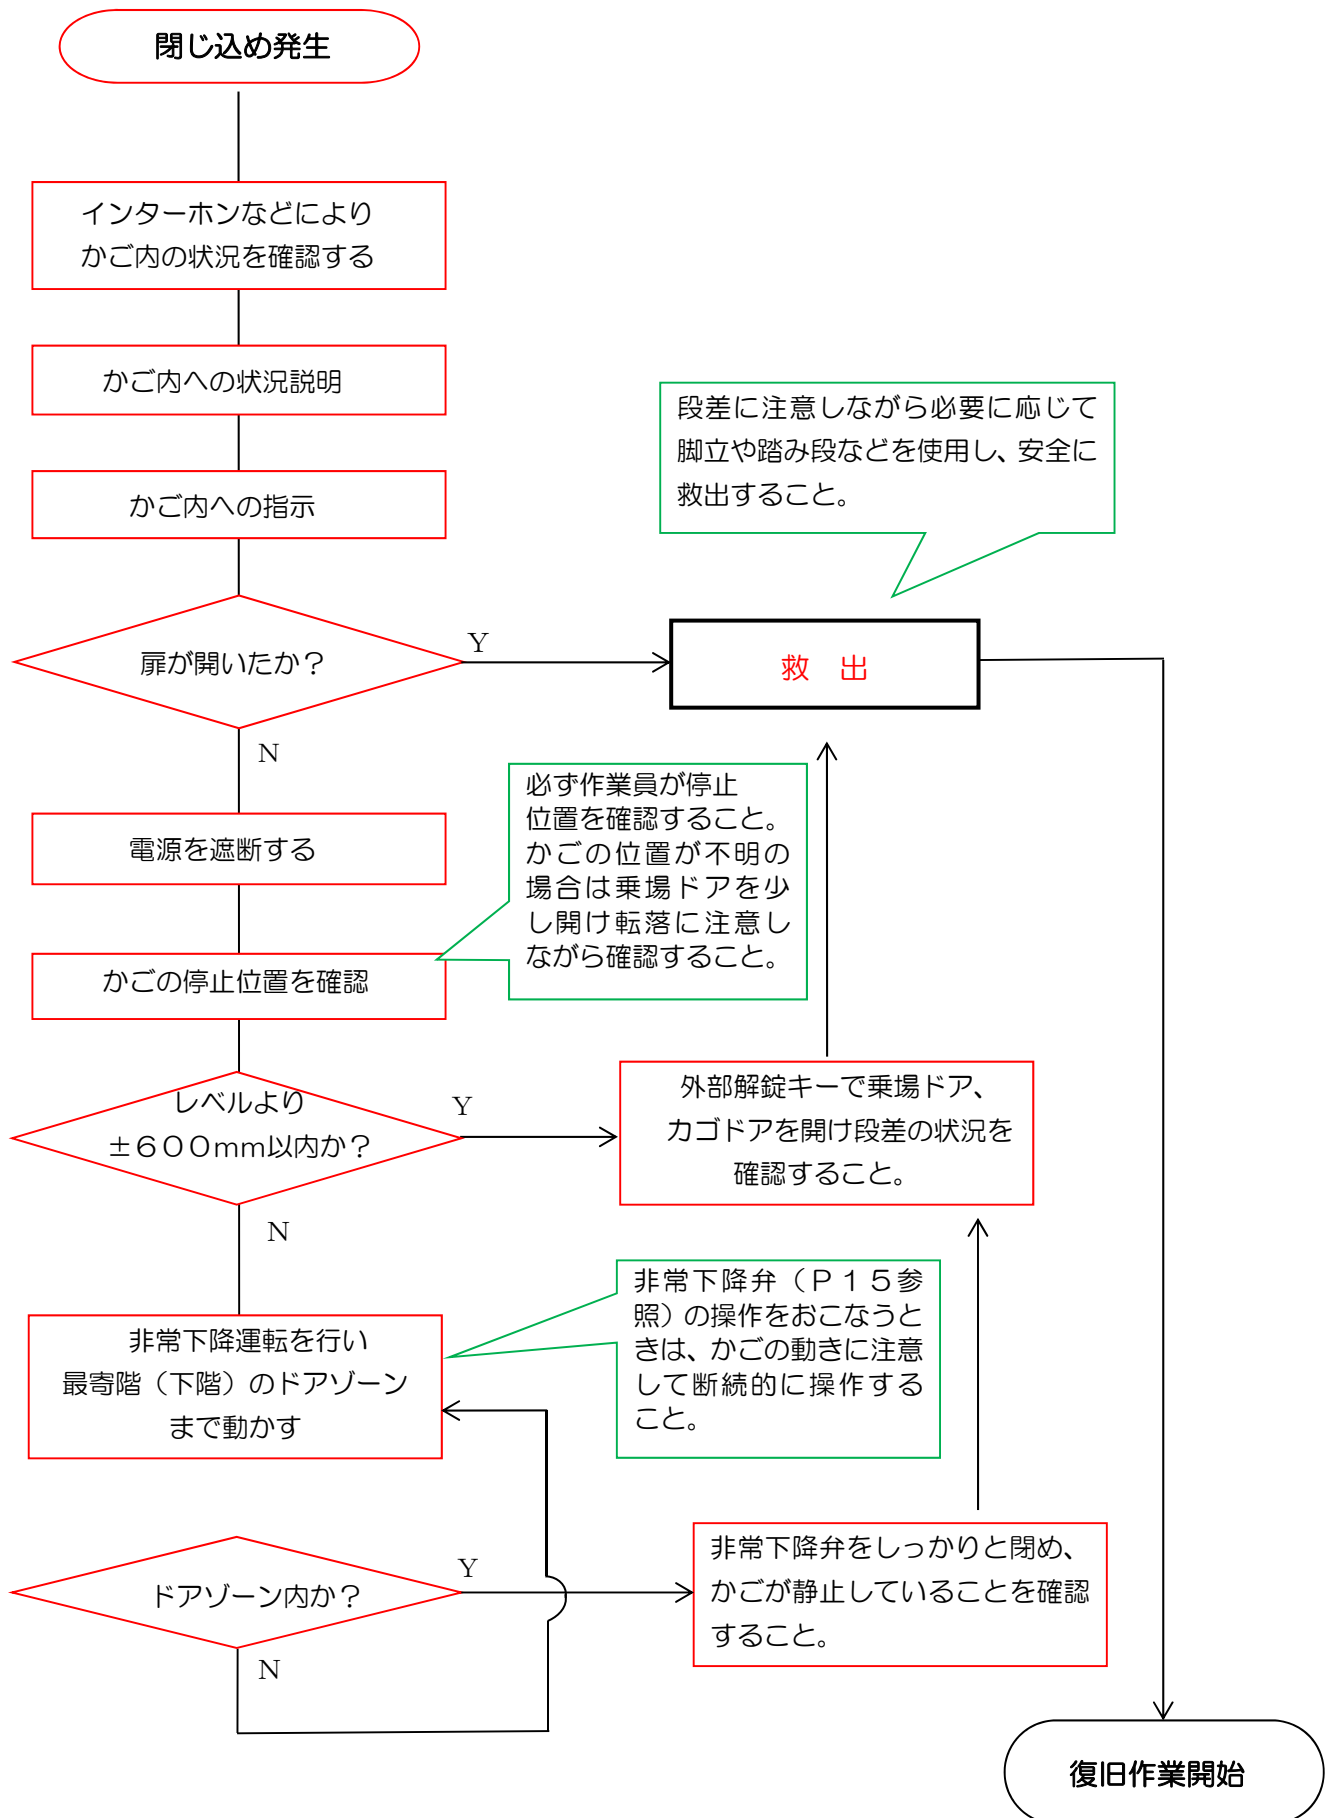 閉じ込め発生
インターホンなどにより
かご内の状況を確認する
かご内への状況説明
かご内への指示
段差に注意しながら必要に応じて
脚立や踏み段などを使用し、安全に
救出すること。
扉が開いたか？
Y
救　出
N
電源を遮断する
必ず作業員が停止
位置を確認すること。
かごの位置が不明の
場合は乗場ドアを少
し開け転落に注意し
ながら確認すること。
かごの停止位置を確認
レベルより
±６００mm以内か？
Y
外部解錠キーで乗場ドア、
カゴドアを開け段差の状況を
確認すること。
N
非常下降運転を行い
最寄階（下階）のドアゾーン
まで動かす
非常下降弁（Ｐ１５参
照）の操作をおこなうと
きは、かごの動きに注意
して断続的に操作する
こと。
ドアゾーン内か？
Y
非常下降弁をしっかりと閉め、
かごが静止していることを確認
すること。
N
復旧作業開始